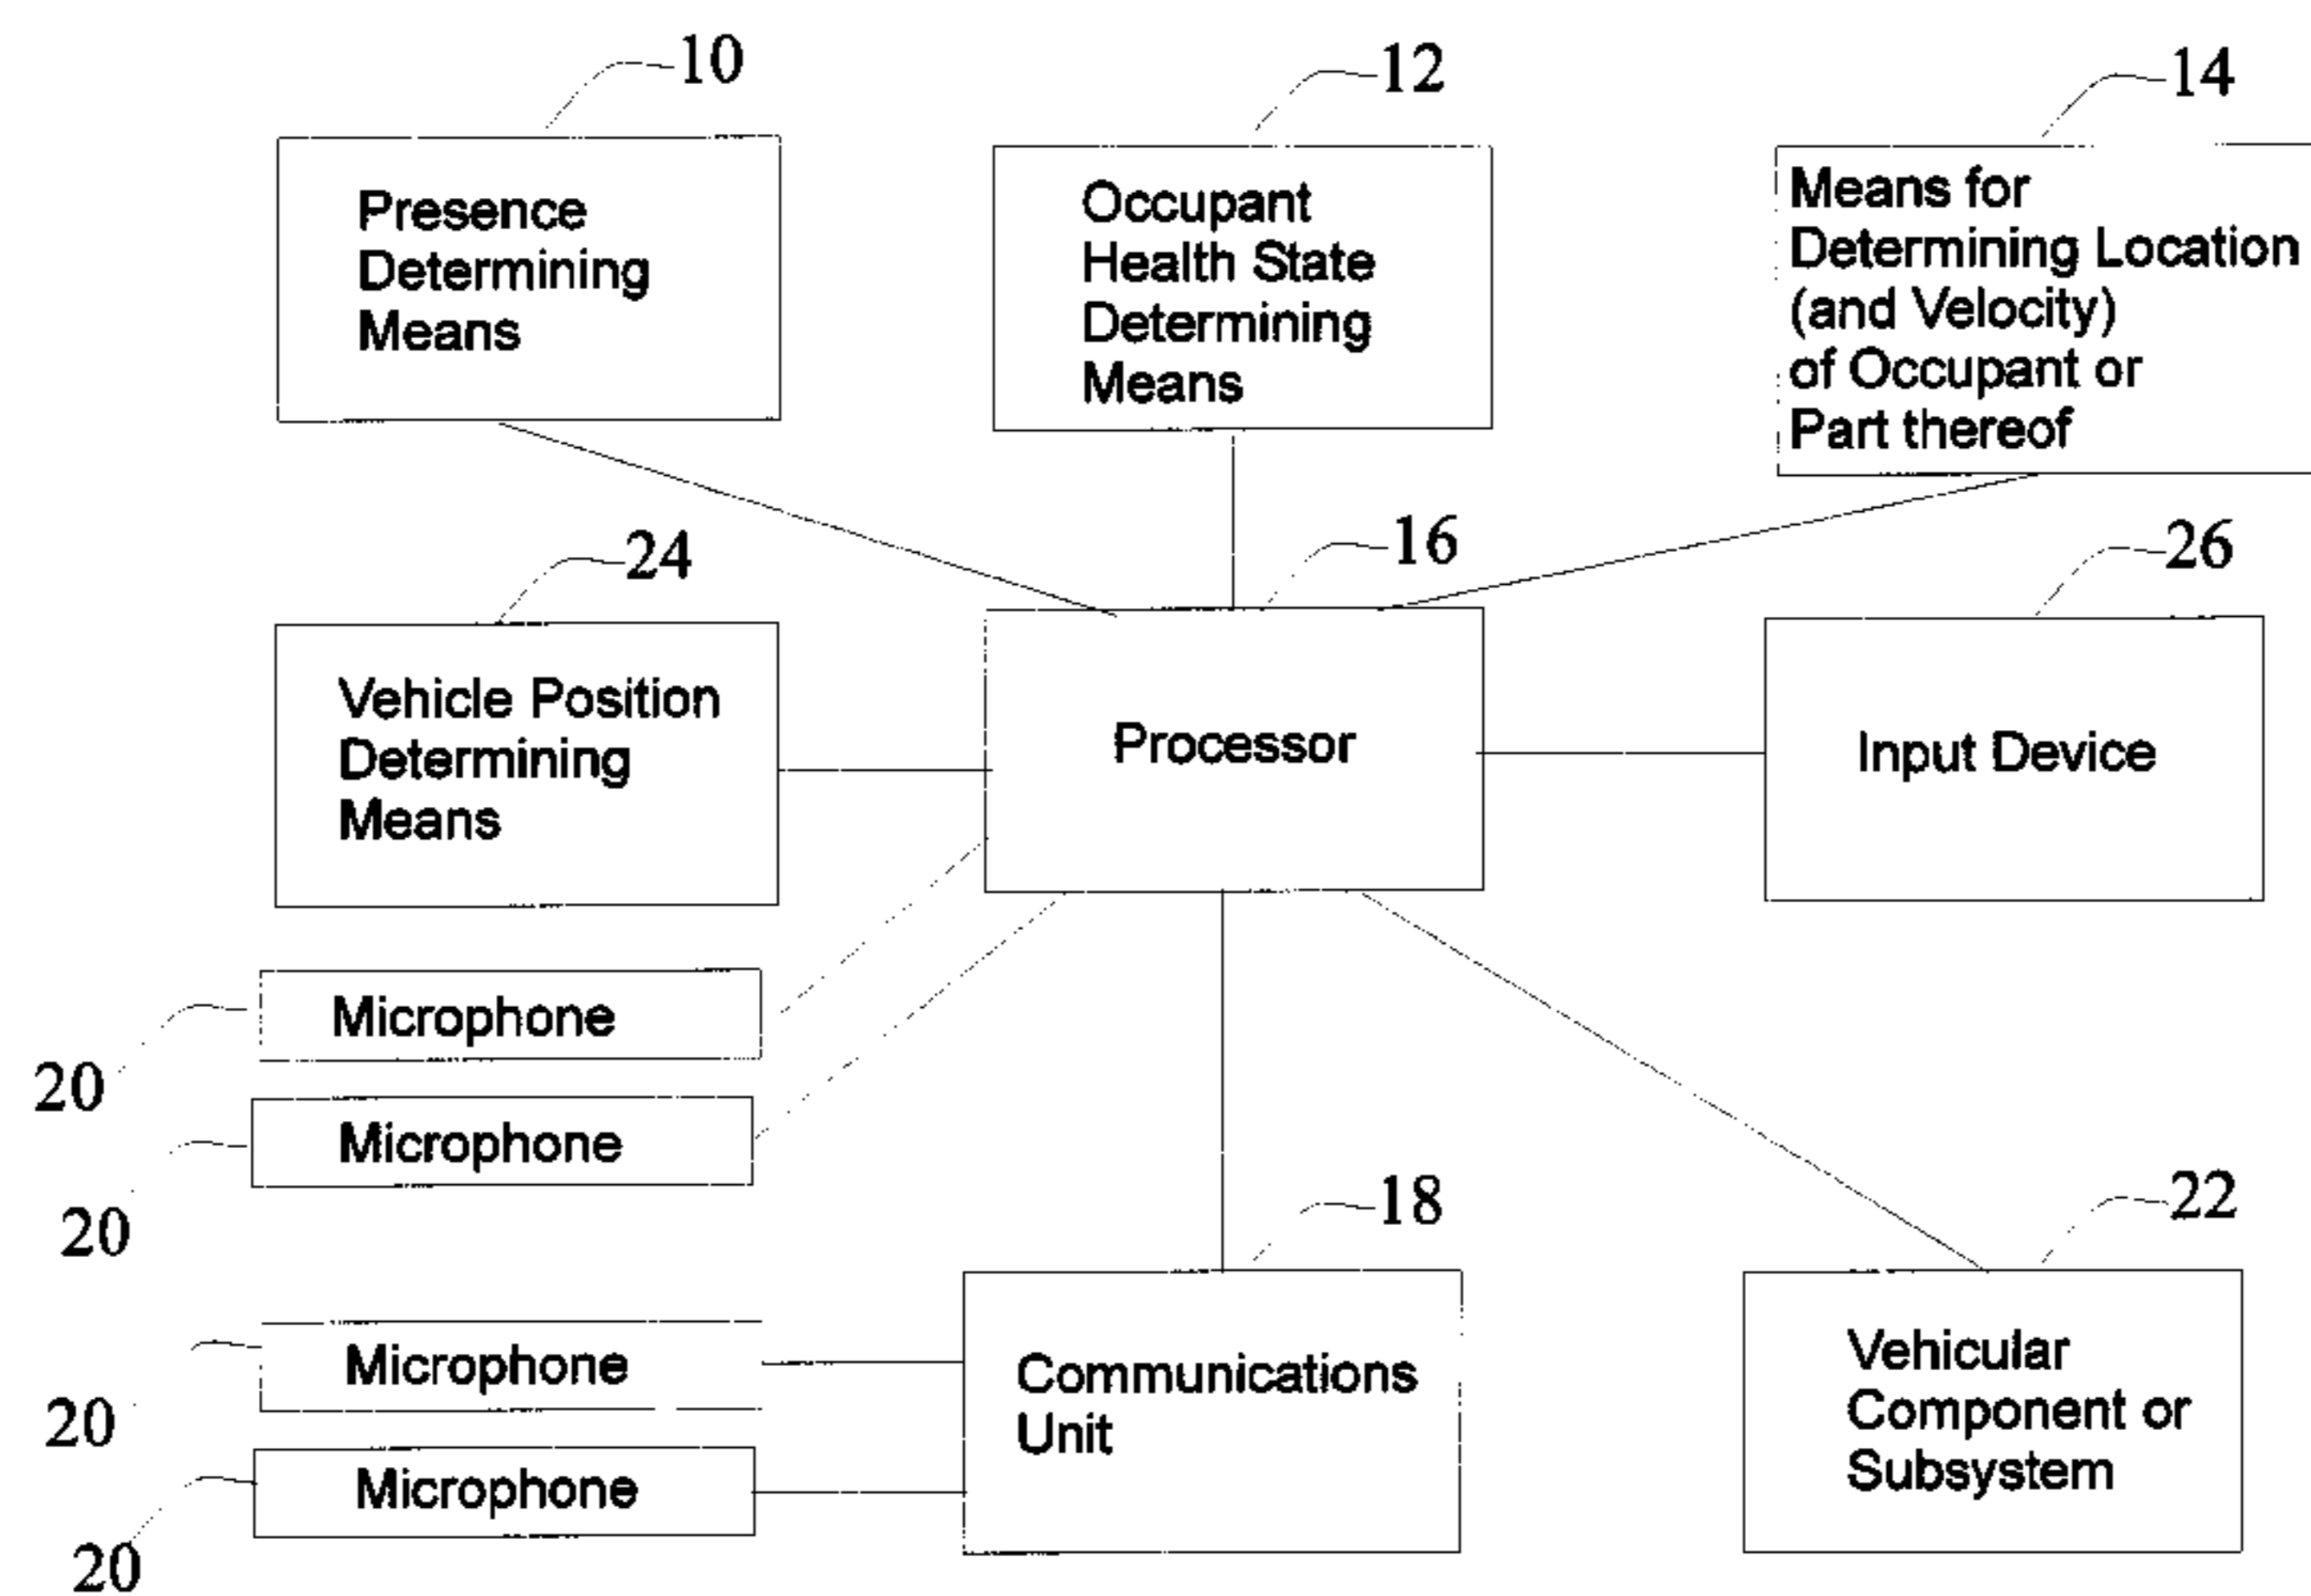 10
12
14
Presence
Determining
Means
Occupant
Health State
Determining
Means
Means for
Determining Location
(and Velocity)
of Occupant or
Part thereof
24
16
26
Vehicle Position
Determining
Means
Processor
Input Device
Microphone
20
Microphone
20
18
22
Microphone
20
Microphone
20
Communications
Unit
Vehicular
Component or
Subsystem